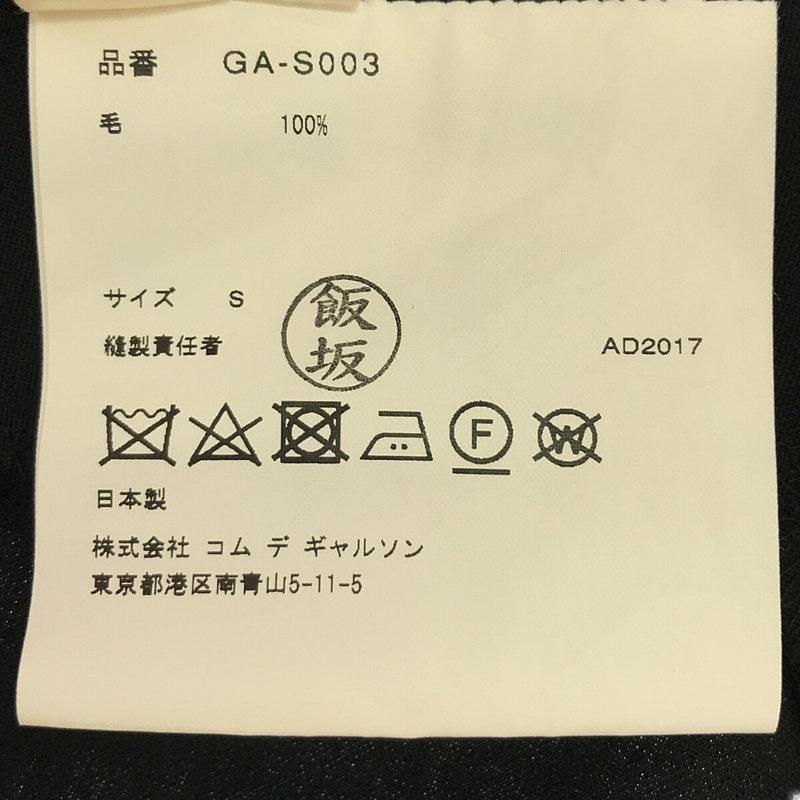 品番 GA-S003
毛 100%
サイズ S
飯坂
縫製責任者 AD2017
F W
日本製
株式会社 コム デ ギャルソン
東京都港区南青山5-11-5